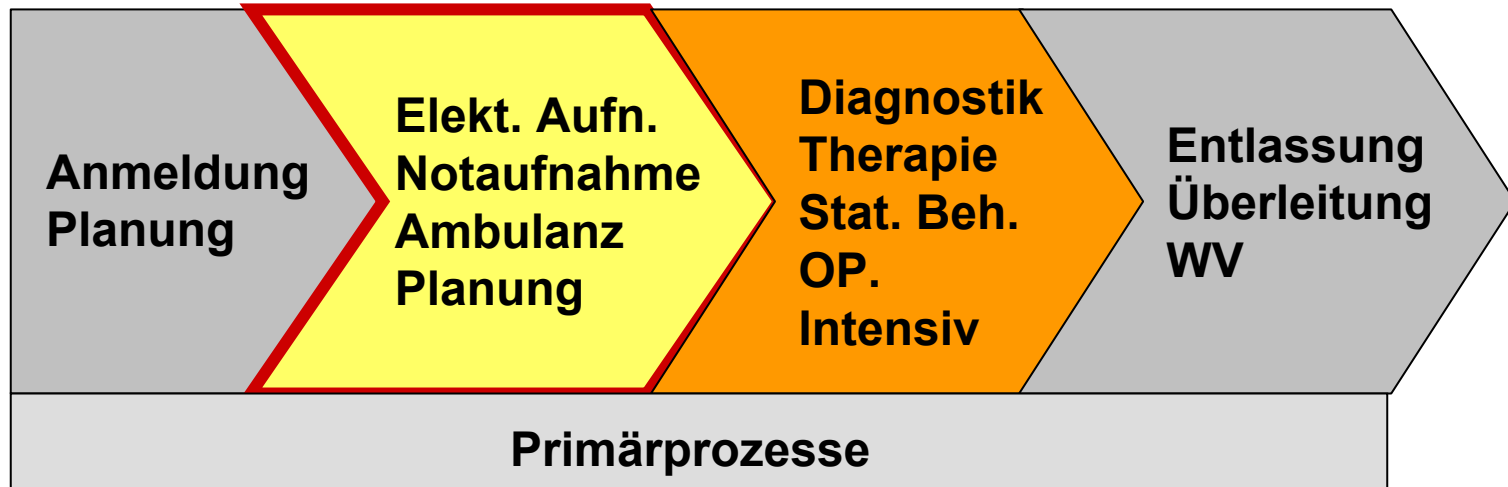 Anmeldung
Planung
Elekt. Aufn.
Notaufnahme
Ambulanz
Planung
Diagnostik
Therapie
Stat. Beh.
OP.
Intensiv
Entlassung
Überleitung
WV
Primärprozesse